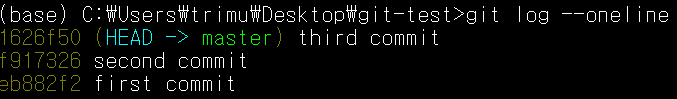 (base) C:₩Users₩trimu₩Desktop₩git-test>git log --oneline
1626f50 (HEAD -> master) third commit
f917326 second commit
eb882f2 first commit